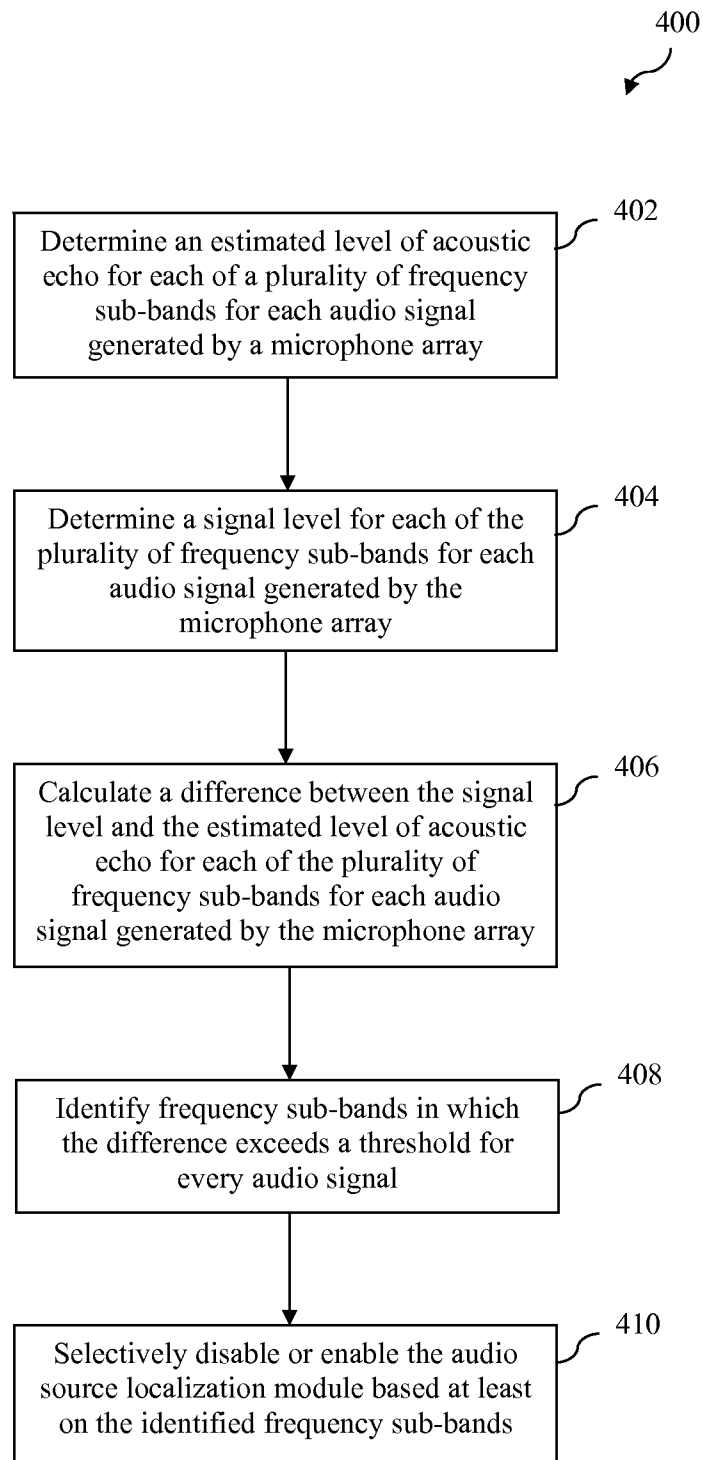 400
402
Determine an estimated level of acoustic
echo for each of a plurality of frequency
sub-bands for each audio signal
generated by a microphone array
404
Determine a signal level for each of the
plurality of frequency sub-bands for each
audio signal generated by the
microphone array
406
Calculate a difference between the signal
level and the estimated level of acoustic
echo for each of the plurality of
frequency sub-bands for each audio
signal generated by the microphone array
408
Identify frequency sub-bands in which
the difference exceeds a threshold for
every audio signal
410
Selectively disable or enable the audio
source localization module based at least
on the identified frequency sub-bands